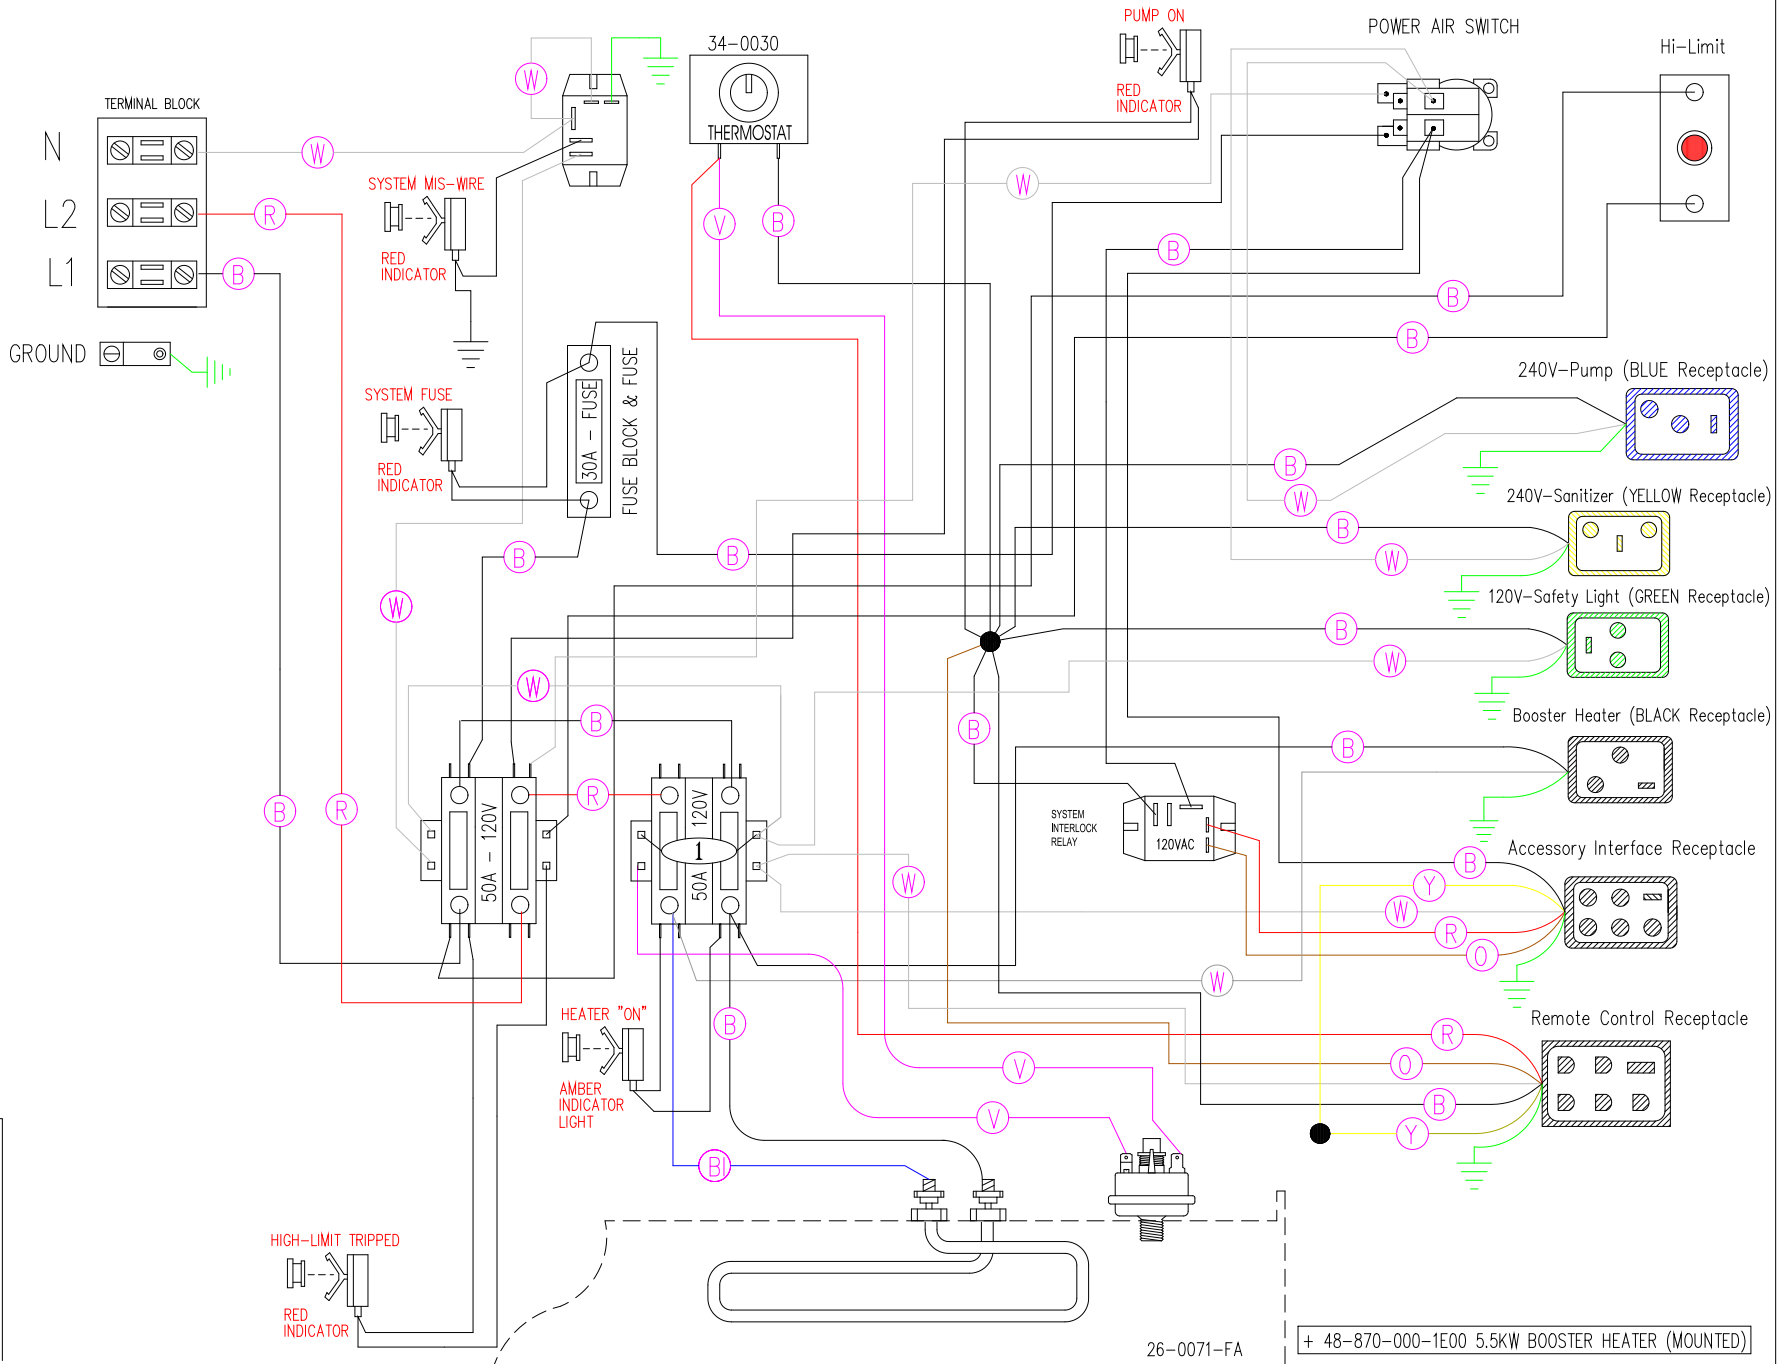 PUMP ON
POWER AIR SWITCH
34-0030
Hi-Limit
TERMINAL BLOCK
W
RED
INDICATOR
THERMOSTAT
N
W
SYSTEM MIS-WIRE
W
L2
R
V
B
RED
INDICATOR
B
L1
B
B
B
GROUND
FUSE BLOCK & FUSE
30A - FUSE
240V-Pump (BLUE Receptacle)
SYSTEM FUSE
RED
INDICATOR
B
W
240V-Sanitizer (YELLOW Receptacle)
B
B
B
W
W
120V-Safety Light (GREEN Receptacle)
B
W
W
B
B
Booster Heater (BLACK Receptacle)
B
B
R
R
50A - 120V
50A 120V
1
SYSTEM
INTERLOCK
RELAY
120VAC
Accessory Interface Receptacle
B
W
Y
W
R
O
W
HEATER "ON"
B
Remote Control Receptacle
R
O
V
AMBER
INDICATOR
LIGHT
B
V
Y
Bl
HIGH-LIMIT TRIPPED
RED
INDICATOR
26-0071-FA
+ 48-870-000-1E00 5.5KW BOOSTER HEATER (MOUNTED)